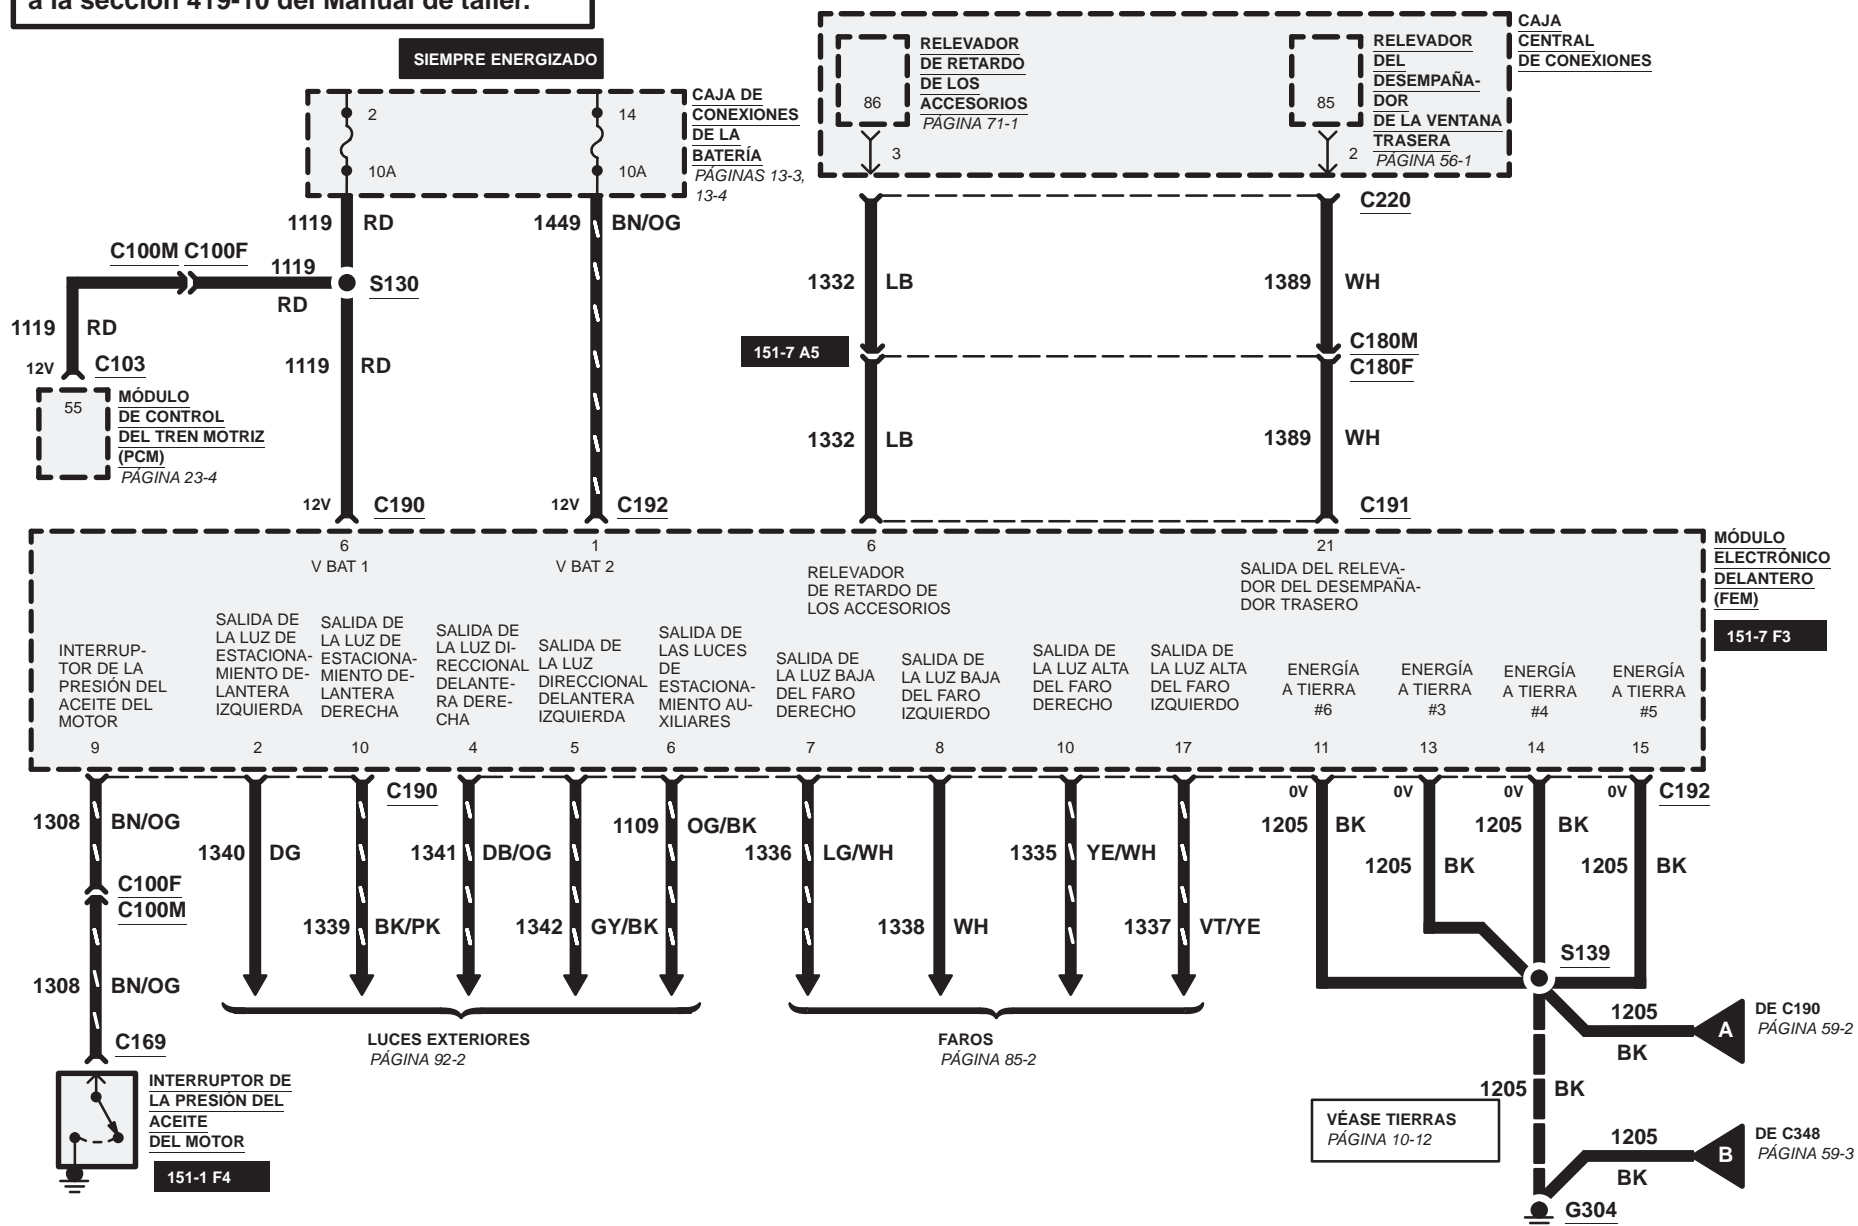 a la sección 419-10 del Manual de taller.
SIEMPRE ENERGIZADO
2
10A
14
10A
CAJA DE
CONEXIONES
DE LA
BATERÍA
PÁGINAS 13-3,
13-4
86
3
RELEVADOR
DE RETARDO
DE LOS
ACCESORIOS
PÁGINA 71-1
85
2
RELEVADOR
DEL
DESEMPAÑA-
DOR
DE LA VENTANA
TRASERA
PÁGINA 56-1
CAJA
CENTRAL
DE CONEXIONES
1119 RD
1449 BN/OG
C220
C100M C100F
1119
RD
S130
1332 LB
1389 WH
1119 RD
12V C103
55
MÓDULO
DE CONTROL
DEL TREN MOTRIZ
(PCM)
PÁGINA 23-4
1119 RD
151-7 A5
C180M
C180F
1332 LB
1389 WH
12V C190
12V C192
C191
MÓDULO
ELECTRÓNICO
DELANTERO
(FEM)
151-7 F3
6
V BAT 1
1
V BAT 2
6
RELEVADOR
DE RETARDO DE
LOS ACCESORIOS
21
SALIDA DEL RELEVA-
DOR DEL DESEMPAÑA-
DOR TRASERO
INTERRUP-
TOR DE LA
PRESIÓN DEL
ACEITE DEL
MOTOR
9
SALIDA DE
LA LUZ DE
ESTACIONA-
MIENTO DE-
LANTERA
IZQUIERDA
2
SALIDA DE
LA LUZ DE
ESTACIONA-
MIENTO DE-
LANTERA
DERECHA
10
SALIDA DE
LA LUZ DI-
RECCIONAL
DELANTE-
RA DERE-
CHA
4
SALIDA DE
LA LUZ
DIRECCIONAL
DELANTERA
IZQUIERDA
5
SALIDA DE
LAS LUCES
DE
ESTACIONA-
MIENTO AU-
XILIARES
6
SALIDA DE
LA LUZ BAJA
DEL FARO
DERECHO
7
SALIDA DE
LA LUZ BAJA
DEL FARO
IZQUIERDO
8
SALIDA DE
LA LUZ ALTA
DEL FARO
DERECHO
10
SALIDA DE
LA LUZ ALTA
DEL FARO
IZQUIERDO
17
ENERGÍA
A TIERRA
#6
11
ENERGÍA
A TIERRA
#3
13
ENERGÍA
A TIERRA
#4
14
ENERGÍA
A TIERRA
#5
15
C190
0V
0V
0V
0V
C192
1308 BN/OG
1340 DG
1339 BK/PK
1341 DB/OG
1342 GY/BK
1109 OG/BK
1336 LG/WH
1338 WH
1335 YE/WH
1337 VT/YE
1205 BK
1205 BK
1205 BK
1205 BK
C100F
C100M
1308 BN/OG
C169
INTERRUPTOR DE
LA PRESIÓN DEL
ACEITE
DEL MOTOR
151-1 F4
LUCES EXTERIORES
PÁGINA 92-2
FAROS
PÁGINA 85-2
S139
1205
BK
A
DE C190
PÁGINA 59-2
1205 BK
VÉASE TIERRAS
PÁGINA 10-12
1205
BK
B
DE C348
PÁGINA 59-3
G304